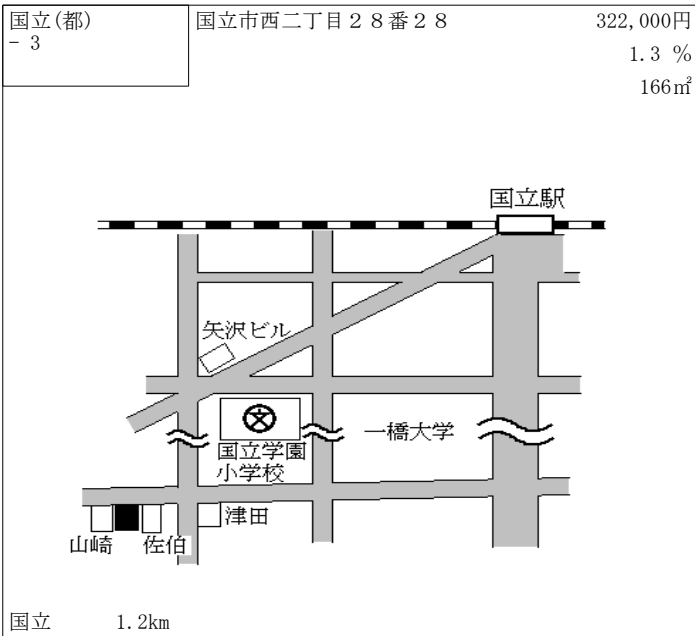 国立(都)
- 3
国立市西二丁目２８番２８
322,000円
1.3 %
166㎡
国立駅
矢沢ビル
一橋大学
国立学園
小学校
津田
山崎
佐伯
国立 1.2km